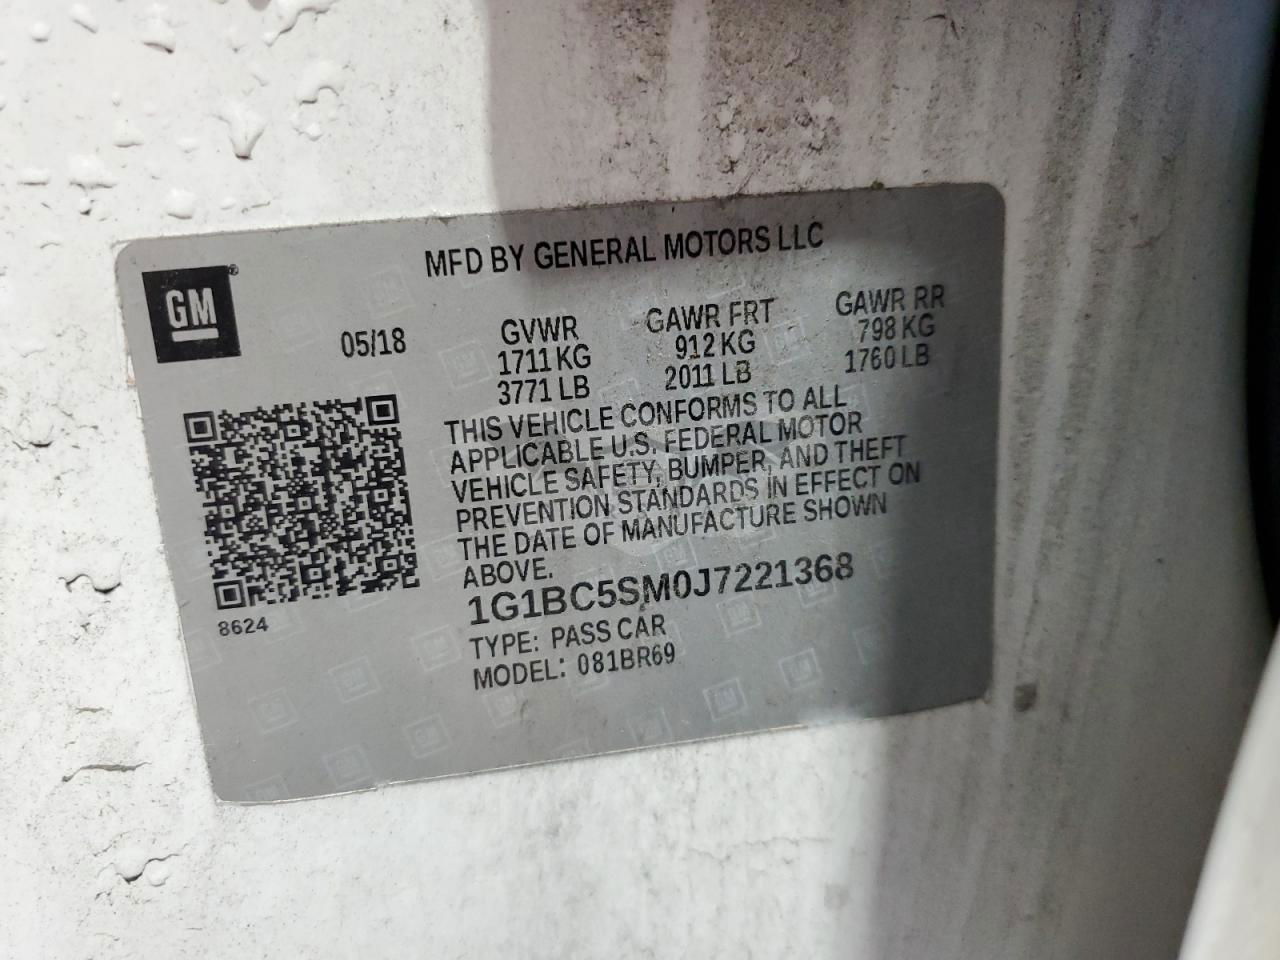 MFD BY GENERAL MOTORS LLC
GM
05/18
GVWR GAWR FRT GAWR RR
1711 KG 912 KG 798 KG
3771 LB 2011 LB 1760 LB
THIS VEHICLE CONFORMS TO ALL
APPLICABLE U.S. FEDERAL MOTOR
VEHICLE SAFETY, BUMPER, AND THEFT
PREVENTION STANDARDS IN EFFECT ON
THE DATE OF MANUFACTURE SHOWN
ABOVE.
1G1BC5SM0J7221368
8624
TYPE: PASS CAR
MODEL: 081BR69